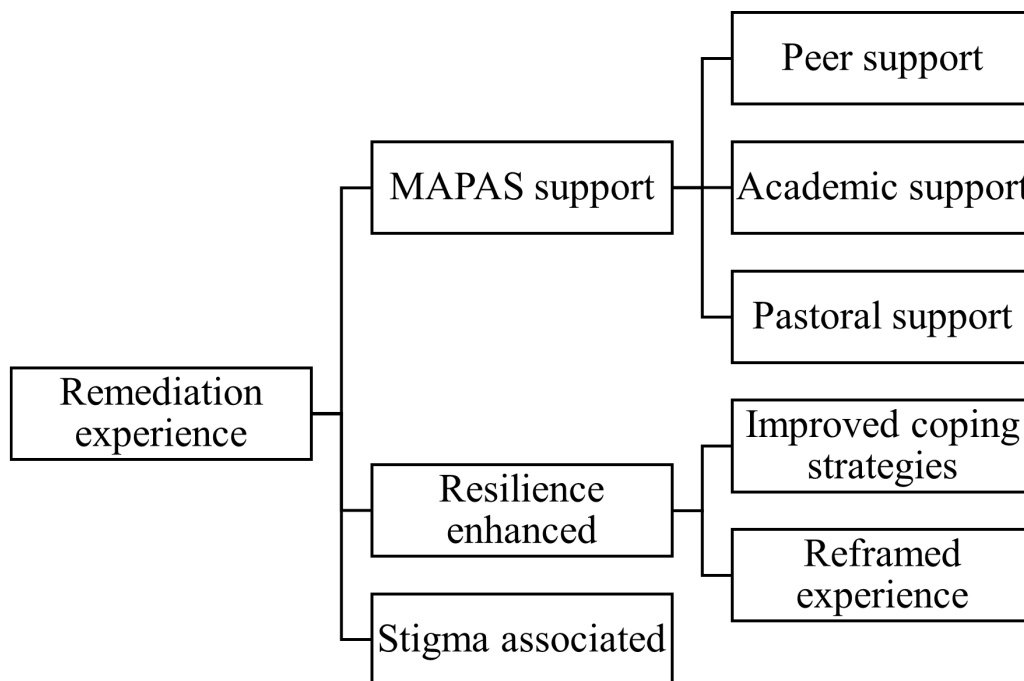 Peer support
MAPAS support
Academic support
Pastoral support
Remediation
experience
Improved coping
strategies
Resilience
enhanced
Reframed
experience
Stigma associated